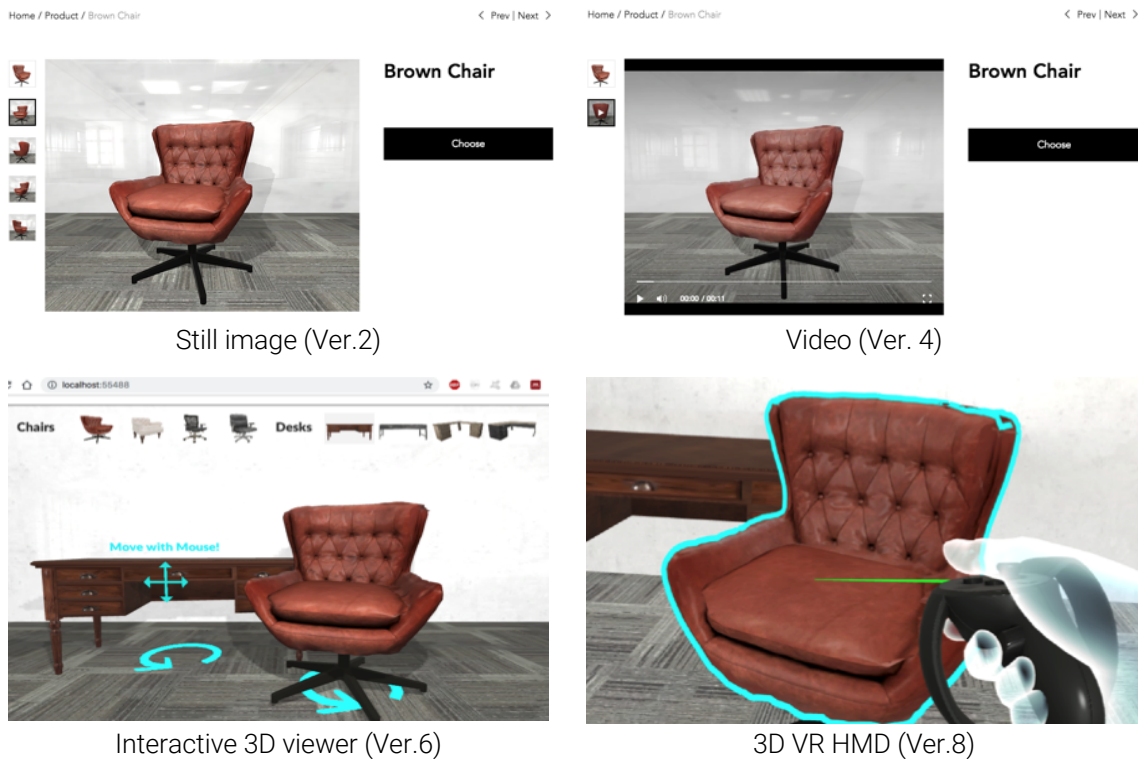 Home / Product / Brown Chair
< Prev | Next >
Brown Chair
Choose
Still image (Ver.2)
Home / Product / Brown Chair
< Prev | Next >
Brown Chair
Choose
00:00 / 00:11
Video (Ver. 4)
localhost:55488
Chairs
Desks
Move with Mouse!
Interactive 3D viewer (Ver.6)
3D VR HMD (Ver.8)